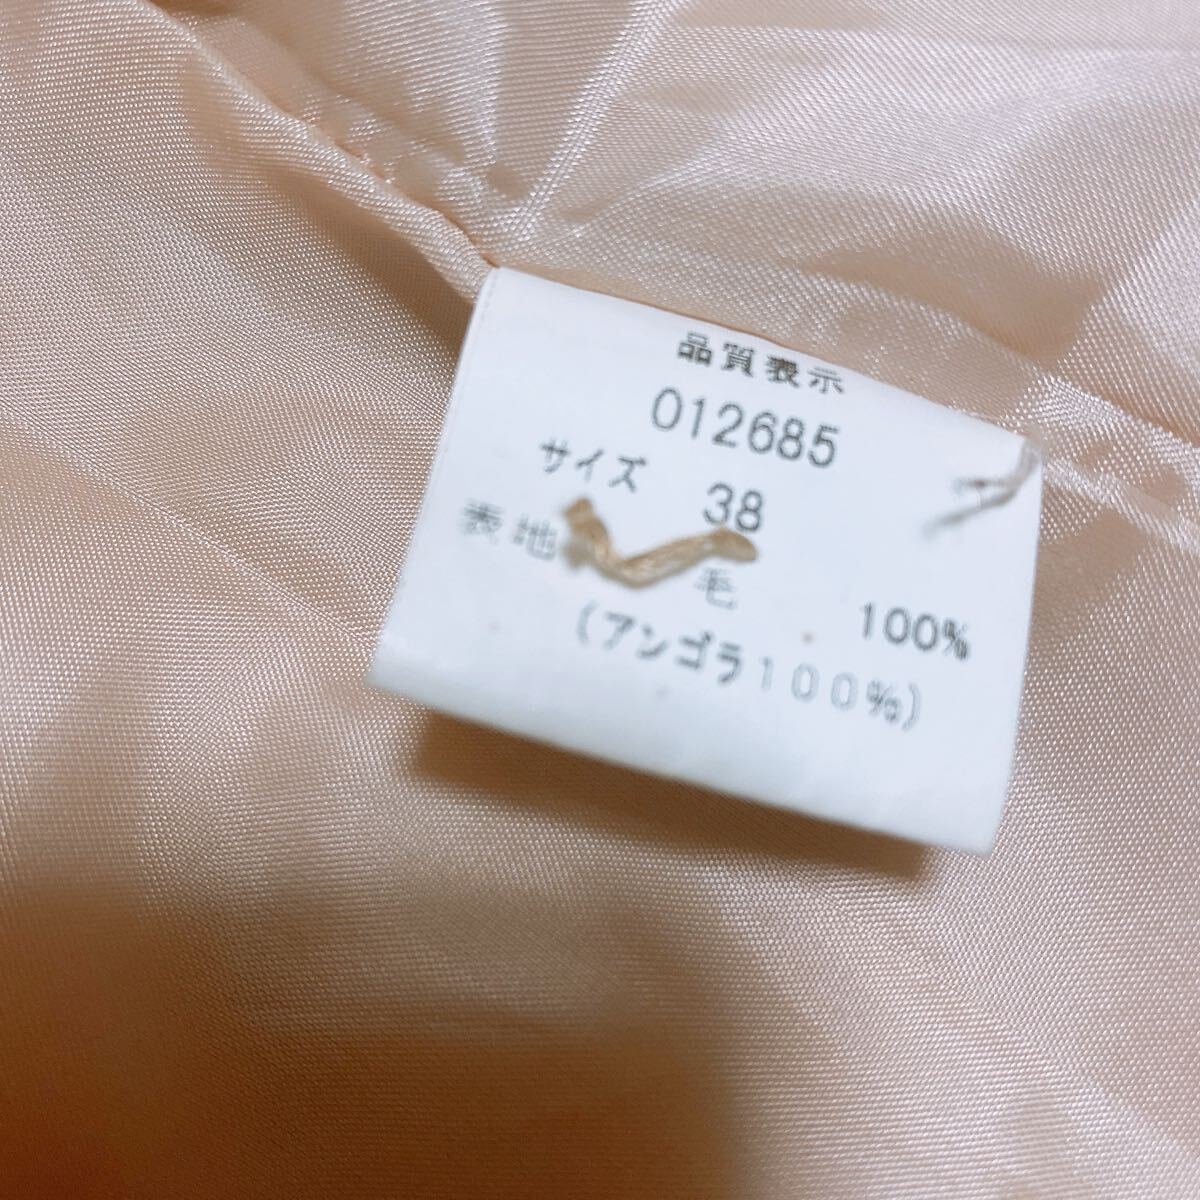 品質表示
012685
サイズ 38
表地 毛 100%
(アンゴラ100%)